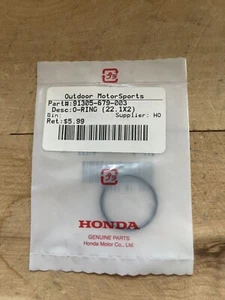 Outdoor MotorSports
Part#:91305-679-003
Desc:O-RING (22.1X2)
Bin: Supplier: HO
Ret:$5.99
HONDA
GENUINE PARTS
Honda Motor Co., Ltd.